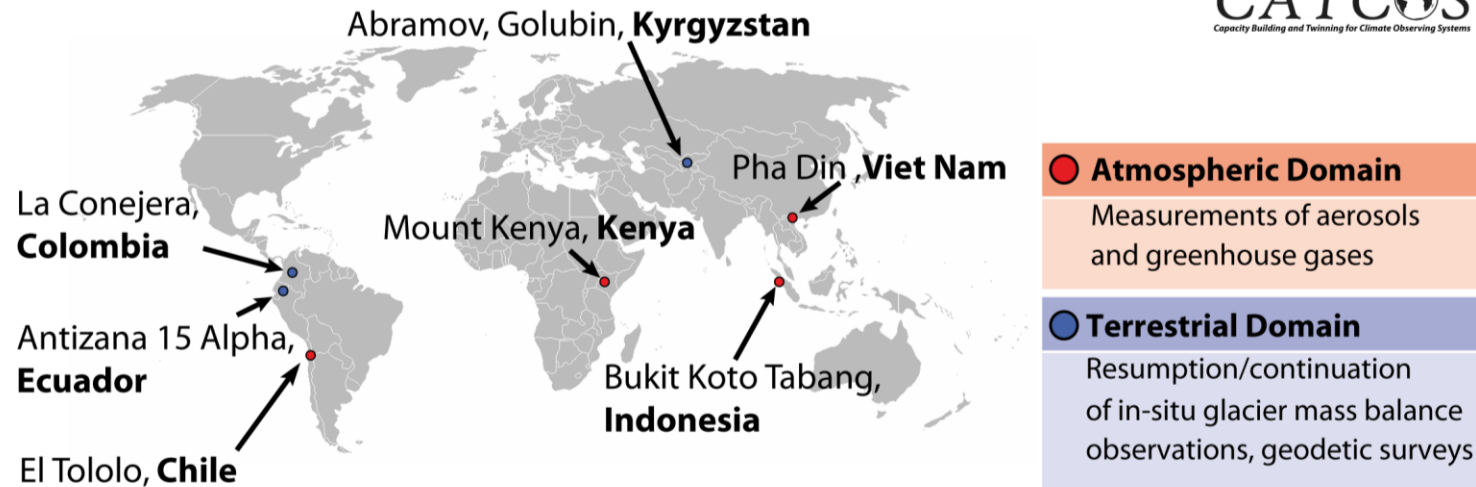 CATCOS
Capacity Building and Twinning for Climate Observing Systems
Abramov, Golubin, Kyrgyzstan
Pha Din ,Viet Nam
La Conejera,
Colombia
Mount Kenya, Kenya
Antizana 15 Alpha,
Ecuador
Bukit Koto Tabang,
Indonesia
El Tololo, Chile
Atmospheric Domain
Measurements of aerosols
and greenhouse gases
Terrestrial Domain
Resumption/continuation
of in-situ glacier mass balance
observations, geodetic surveys